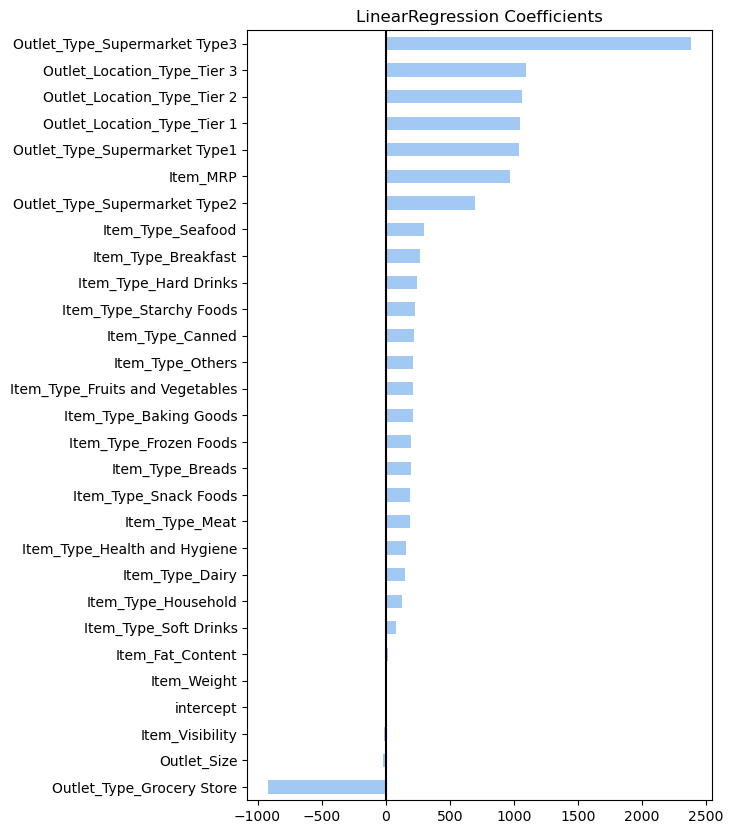 LinearRegression Coefficients
Outlet_Type_Supermarket Type3
Outlet_Location_Type_Tier 3
Outlet_Location_Type_Tier 2
Outlet_Location_Type_Tier 1
Outlet_Type_Supermarket Type1
Item_MRP
Outlet_Type_Supermarket Type2
Item_Type_Seafood
Item_Type_Breakfast
Item_Type_Hard Drinks
Item_Type_Starchy Foods
Item_Type_Canned
Item_Type_Others
Item_Type_Fruits and Vegetables
Item_Type_Baking Goods
Item_Type_Frozen Foods
Item_Type_Breads
Item_Type_Snack Foods
Item_Type_Meat
Item_Type_Health and Hygiene
Item_Type_Dairy
Item_Type_Household
Item_Type_Soft Drinks
Item_Fat_Content
Item_Weight
intercept
Item_Visibility
Outlet_Size
Outlet_Type_Grocery Store
−1000 −500 0 500 1000 1500 2000 2500